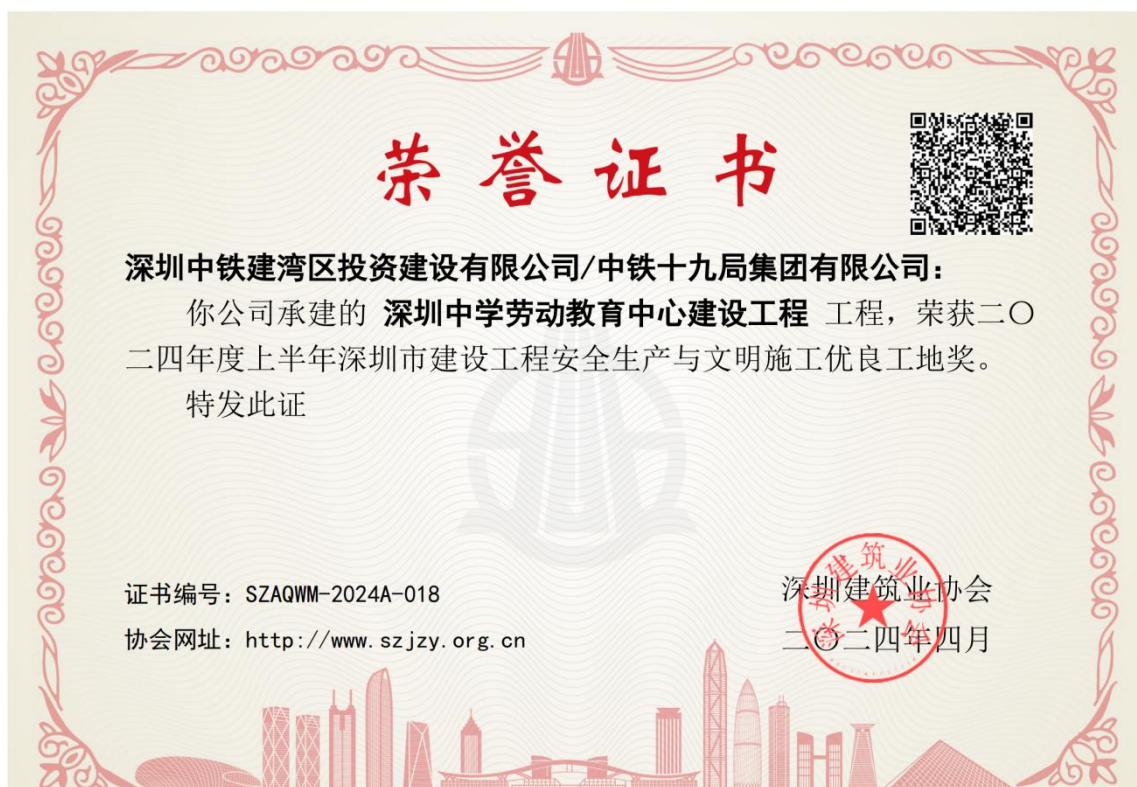 荣誉证书
深圳中铁建湾区投资建设有限公司/中铁十九局集团有限公司：
你公司承建的 深圳中学劳动教育中心建设工程 工程，荣获二〇
二四年度上半年深圳市建设工程安全生产与文明施工优良工地奖。
特发此证
证书编号：SZAQWM-2024A-018
深圳建筑业协会
协会网址：http://www.szjzy.org.cn
二〇二四年四月
深圳建筑业协会